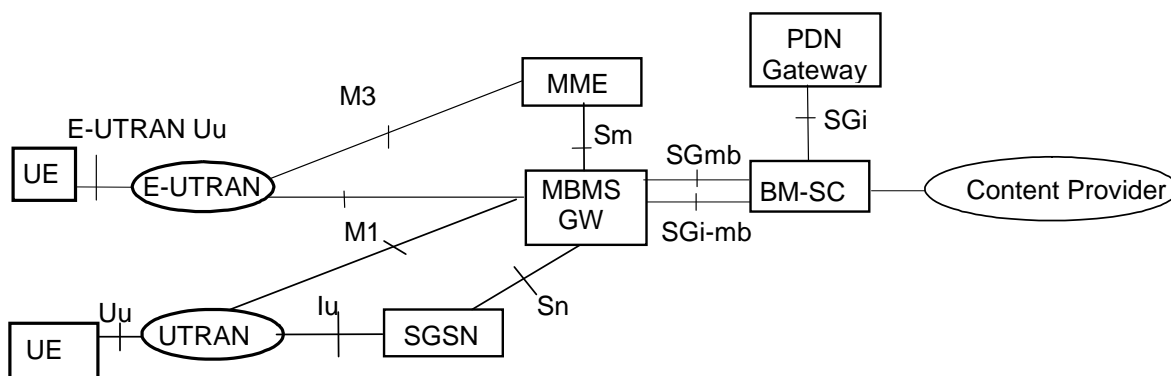 PDN
Gateway
MME
M3
SGi
E-UTRAN Uu
Sm
SGmb
UE
E-UTRAN
MBMS
GW
BM-SC
Content Provider
M1
SGi-mb
Uu
Iu
Sn
UE
UTRAN
SGSN